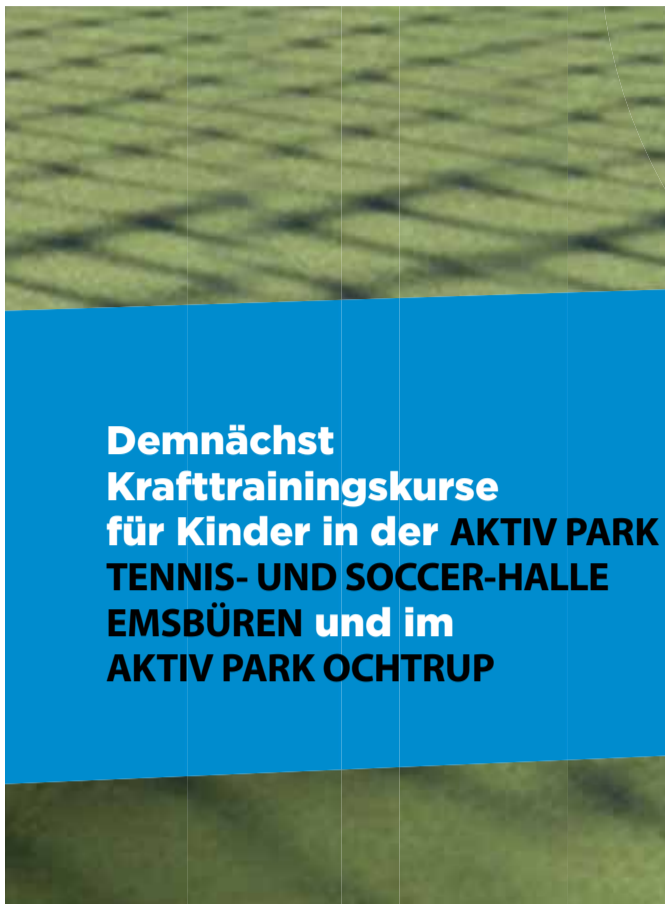 Demnächst
Krafttrainingskurse
für Kinder in der AKTIV PARK
TENNIS- UND SOCCER-HALLE
EMSBÜREN und im
AKTIV PARK OCHTRUP